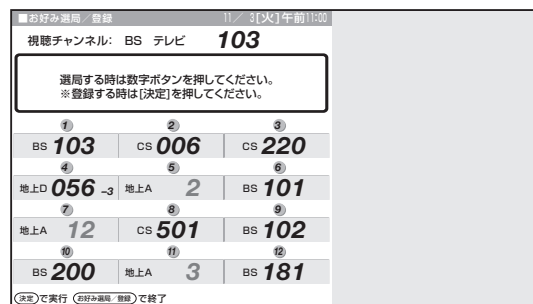 ■お好み選局／登録 11／ 3[火]午前11:00
視聴チャンネル: BS テレビ 103
選局する時は数字ボタンを押してください。
※登録する時は[決定]を押してください。
1 2 3
BS 103 CS 006 CS 220
4 5 6
地上D 056 -3 地上A 2 BS 101
7 8 9
地上A 12 CS 501 BS 102
10 11 12
BS 200 地上A 3 BS 181
決定で実行 お好み選局／登録で終了